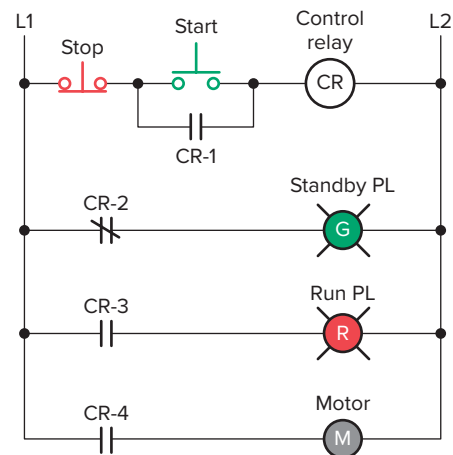 L1
Stop
Start
Control
relay
L2
CR
CR-1
CR-2
Standby PL
G
CR-3
Run PL
R
CR-4
Motor
M